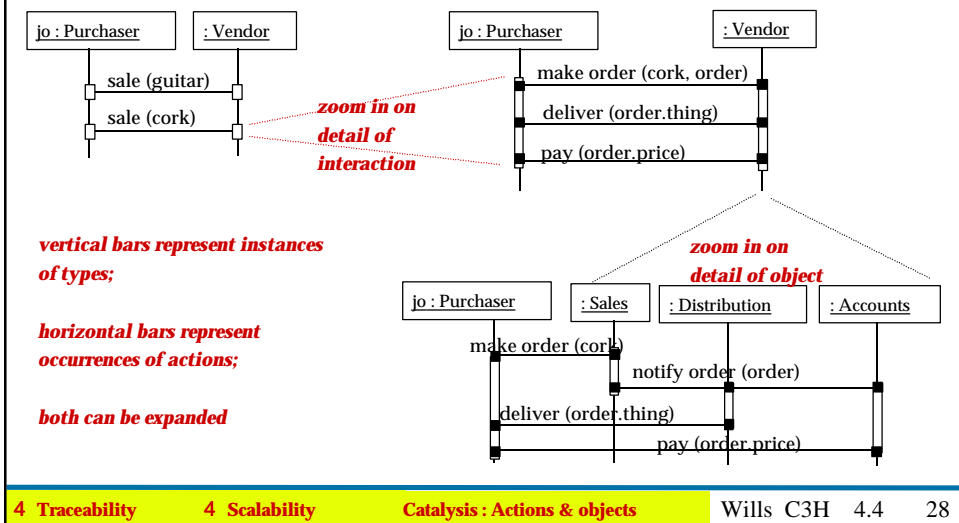 jo : Purchaser
: Vendor
sale (guitar)
sale (cork)
zoom in on
detail of
interaction
jo : Purchaser
: Vendor
make order (cork, order)
deliver (order.thing)
pay (order.price)
vertical bars represent instances
of types;
horizontal bars represent
occurrences of actions;
both can be expanded
zoom in on
detail of object
jo : Purchaser
: Sales
: Distribution
: Accounts
make order (cork)
notify order (order)
deliver (order.thing)
pay (order.price)
4 Traceability 4 Scalability Catalysis : Actions & objects Wills C3H 4.4 28